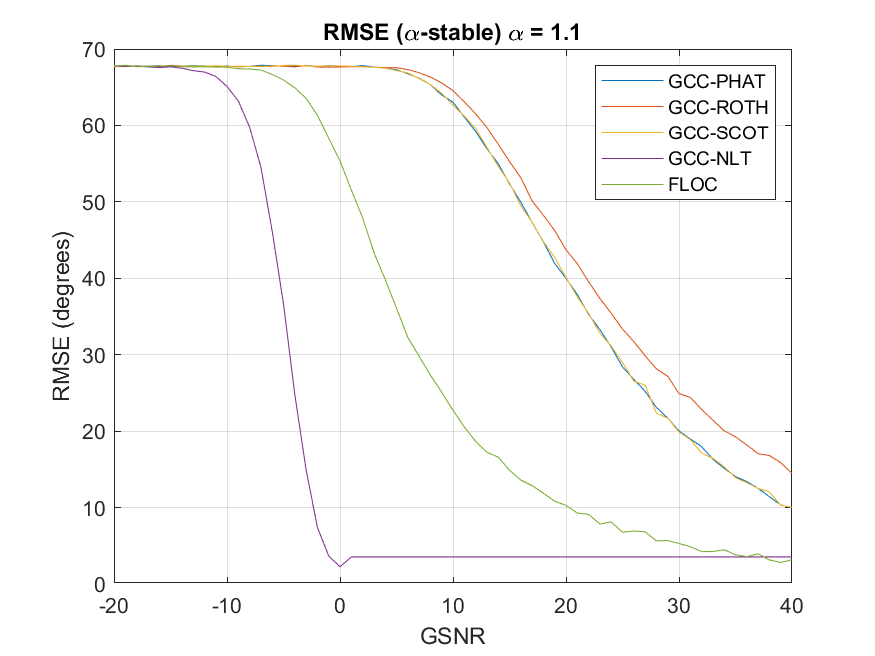 RMSE (α-stable) α = 1.1
70
60
50
40
30
20
10
0
RMSE (degrees)
-20
-10
0
10
20
30
40
GSNR
GCC-PHAT
GCC-ROTH
GCC-SCOT
GCC-NLT
FLOC